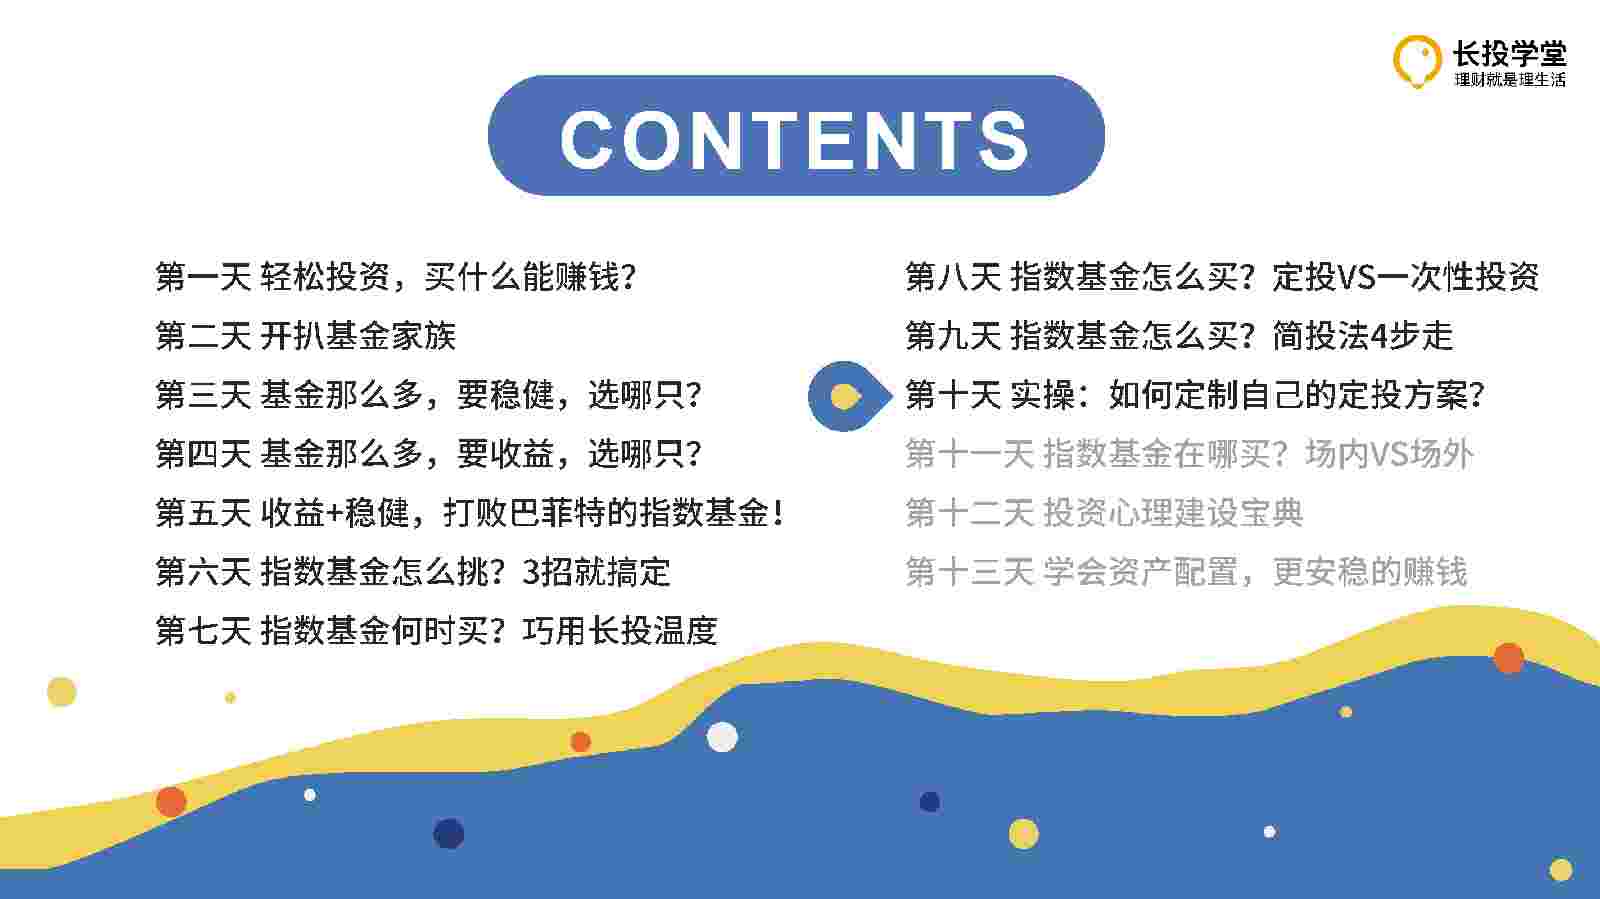 长投学堂
理财就是理生活
CONTENTS
第一天 轻松投资，买什么能赚钱？
第二天 开扒基金家族
第三天 基金那么多，要稳健，选哪只？
第四天 基金那么多，要收益，选哪只？
第五天 收益+稳健，打败巴菲特的指数基金！
第六天 指数基金怎么挑？3招就搞定
第七天 指数基金何时买？巧用长投温度
第八天 指数基金怎么买？定投VS一次性投资
第九天 指数基金怎么买？简投法4步走
第十天 实操：如何定制自己的定投方案？
第十一天 指数基金在哪买？场内VS场外
第十二天 投资心理建设宝典
第十三天 学会资产配置，更安稳的赚钱